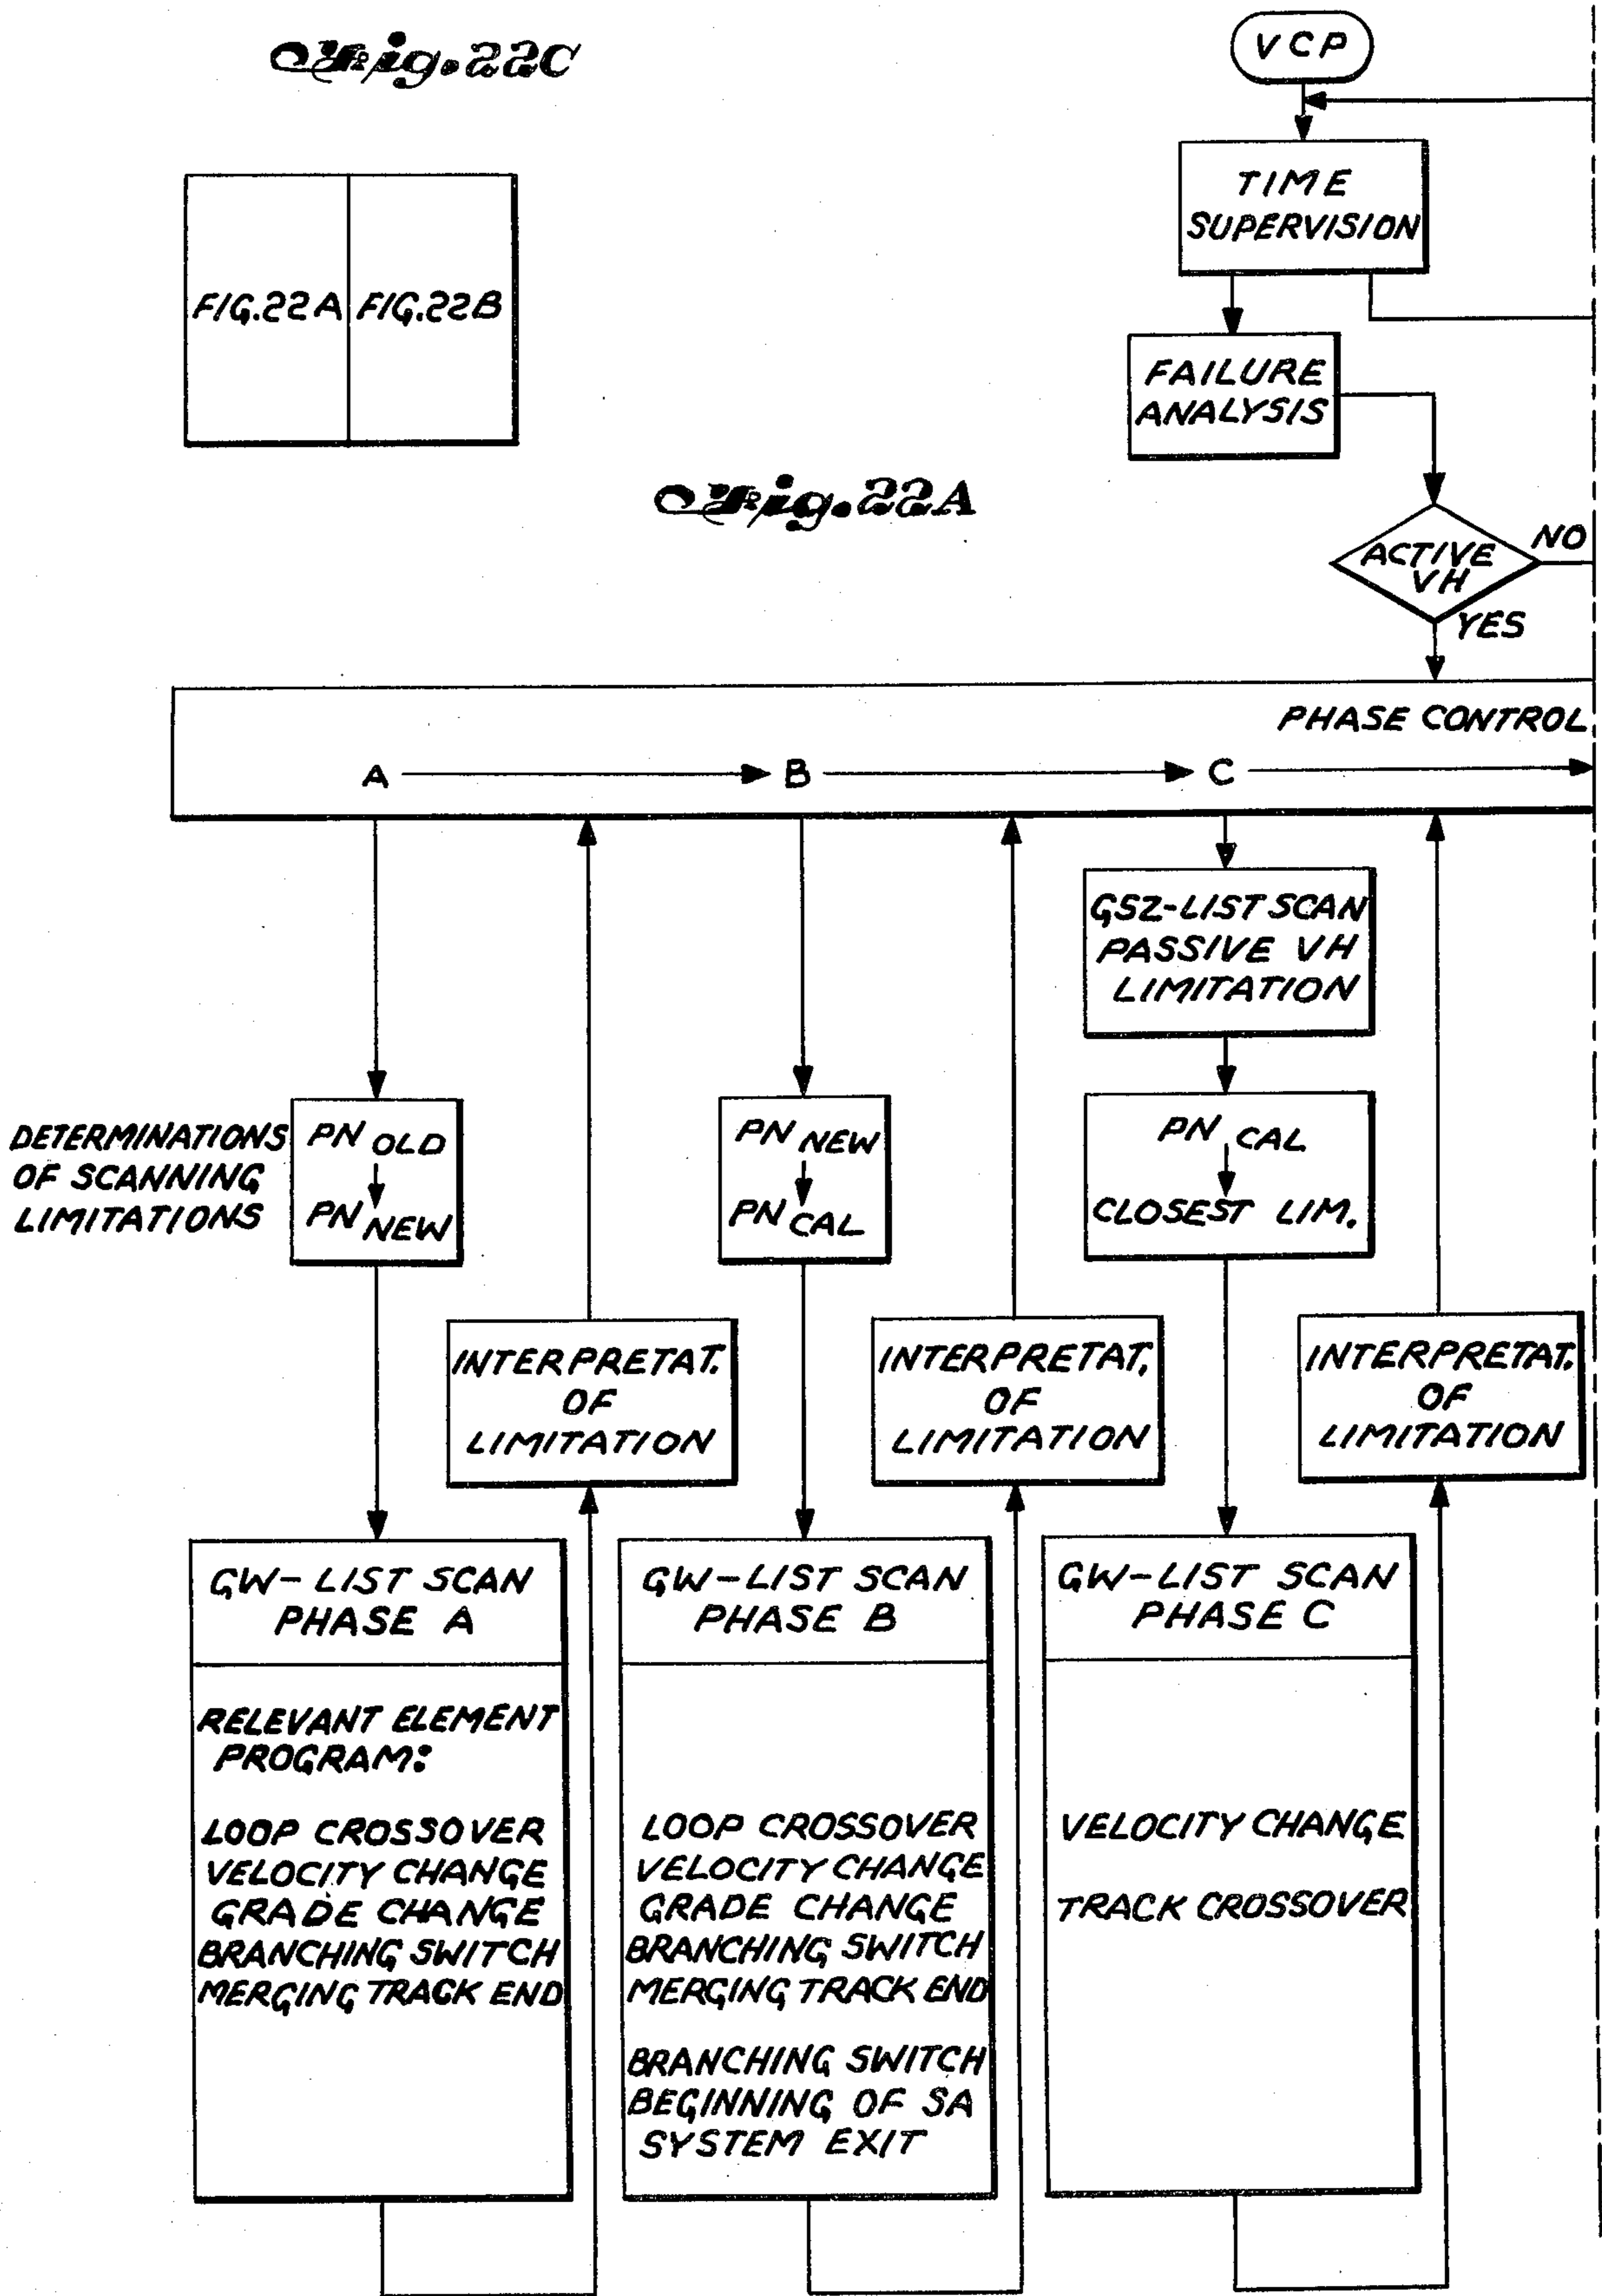 Fig. 22C
VCP
TIME
SUPERVISION
FIG. 22A
FIG. 22B
FAILURE
ANALYSIS
Fig. 22A
ACTIVE
VH
NO
YES
PHASE CONTROL
A
B
C
GSZ-LIST SCAN
PASSIVE VH
LIMITATION
DETERMINATIONS
OF SCANNING
LIMITATIONS
PN OLD
PN NEW
PN NEW
PN CAL
PN CAL
CLOSEST LIM.
INTERPRETAT.
OF
LIMITATION
INTERPRETAT.
OF
LIMITATION
INTERPRETAT.
OF
LIMITATION
GW-LIST SCAN
PHASE A
RELEVANT ELEMENT
PROGRAM:
LOOP CROSSOVER
VELOCITY CHANGE
GRADE CHANGE
BRANCHING SWITCH
MERGING TRACK END
GW-LIST SCAN
PHASE B
LOOP CROSSOVER
VELOCITY CHANGE
GRADE CHANGE
BRANCHING SWITCH
MERGING TRACK END
BRANCHING SWITCH
BEGINNING OF SA
SYSTEM EXIT
GW-LIST SCAN
PHASE C
VELOCITY CHANGE
TRACK CROSSOVER